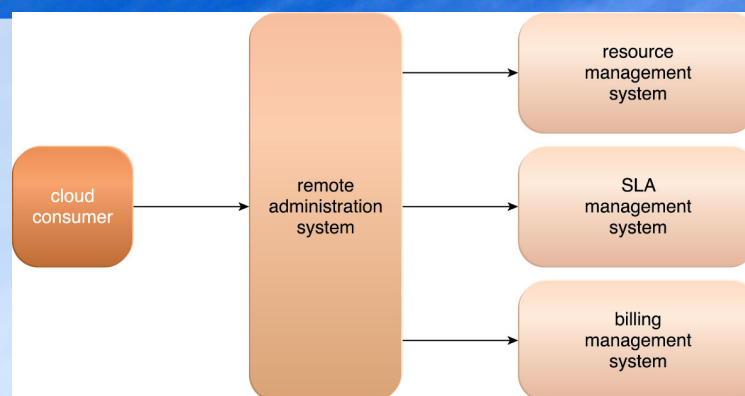 cloud
consumer
remote
administration
system
resource
management
system
SLA
management
system
billing
management
system